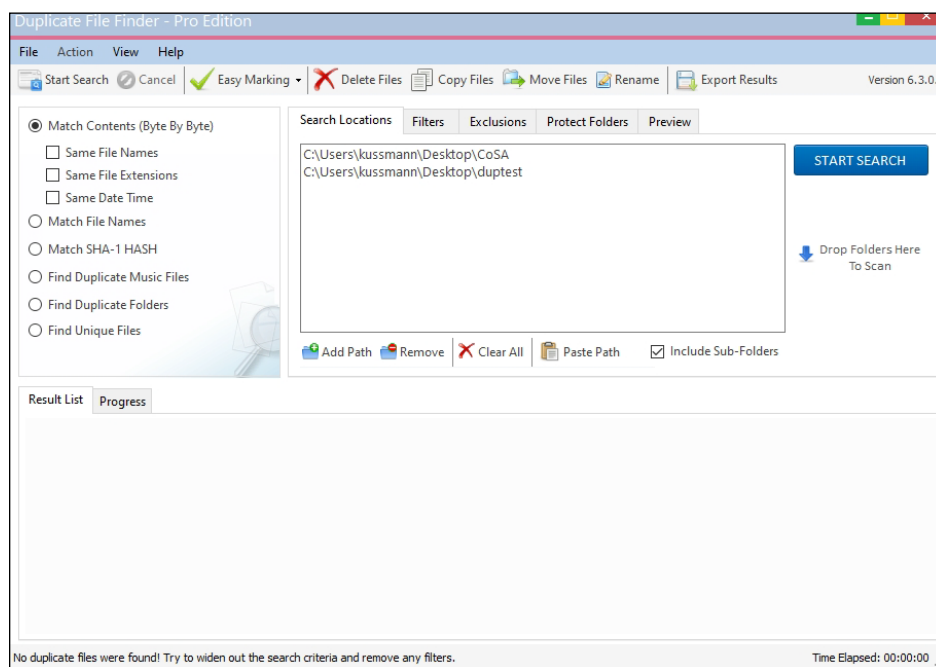 Duplicate File Finder - Pro Edition
File Action View Help
Start Search Cancel Easy Marking Delete Files Copy Files Move Files Rename Export Results Version 6.3.0.
Match Contents (Byte By Byte)
Same File Names
Same File Extensions
Same Date Time
Match File Names
Match SHA-1 HASH
Find Duplicate Music Files
Find Duplicate Folders
Find Unique Files
Search Locations Filters Exclusions Protect Folders Preview
C:\Users\kussmann\Desktop\CoSA
C:\Users\kussmann\Desktop\duptest
START SEARCH
Drop Folders Here
To Scan
Add Path Remove Clear All Paste Path Include Sub-Folders
Result List Progress
No duplicate files were found! Try to widen out the search criteria and remove any filters. Time Elapsed: 00:00:00